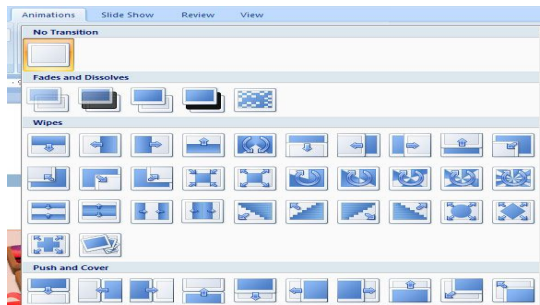 Animations Slide Show Review View
No Transition
Fades and Dissolves
Wipes
Push and Cover